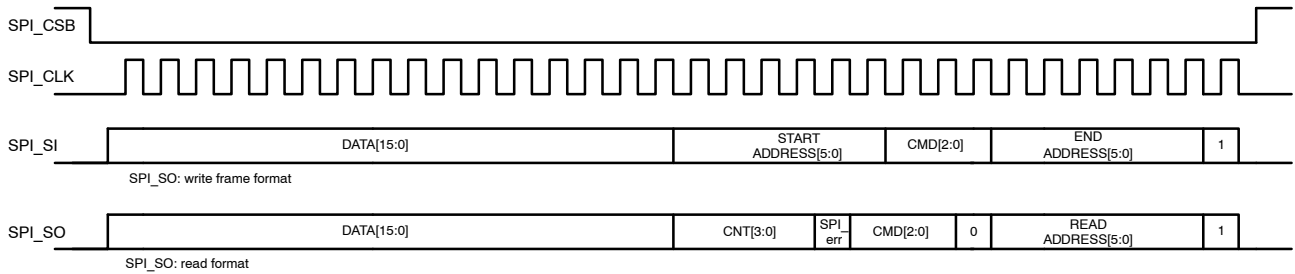 SPI_CSB
SPI_CLK
SPI_SI
DATA[15:0]
START
ADDRESS[5:0]
CMD[2:0]
END
ADDRESS[5:0]
1
SPI_SO: write frame format
SPI_SO
DATA[15:0]
CNT[3:0]
SPI_
err
CMD[2:0]
0
READ
ADDRESS[5:0]
1
SPI_SO: read format